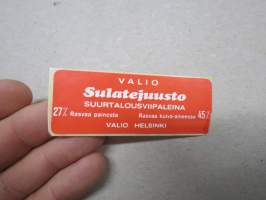 VALIO
Sulatejuusto
SUURTALOUSVIIPALEINA
27% Rasvaa painosta Rasvaa kuiva-aineesta 45%
VALIO HELSINKI